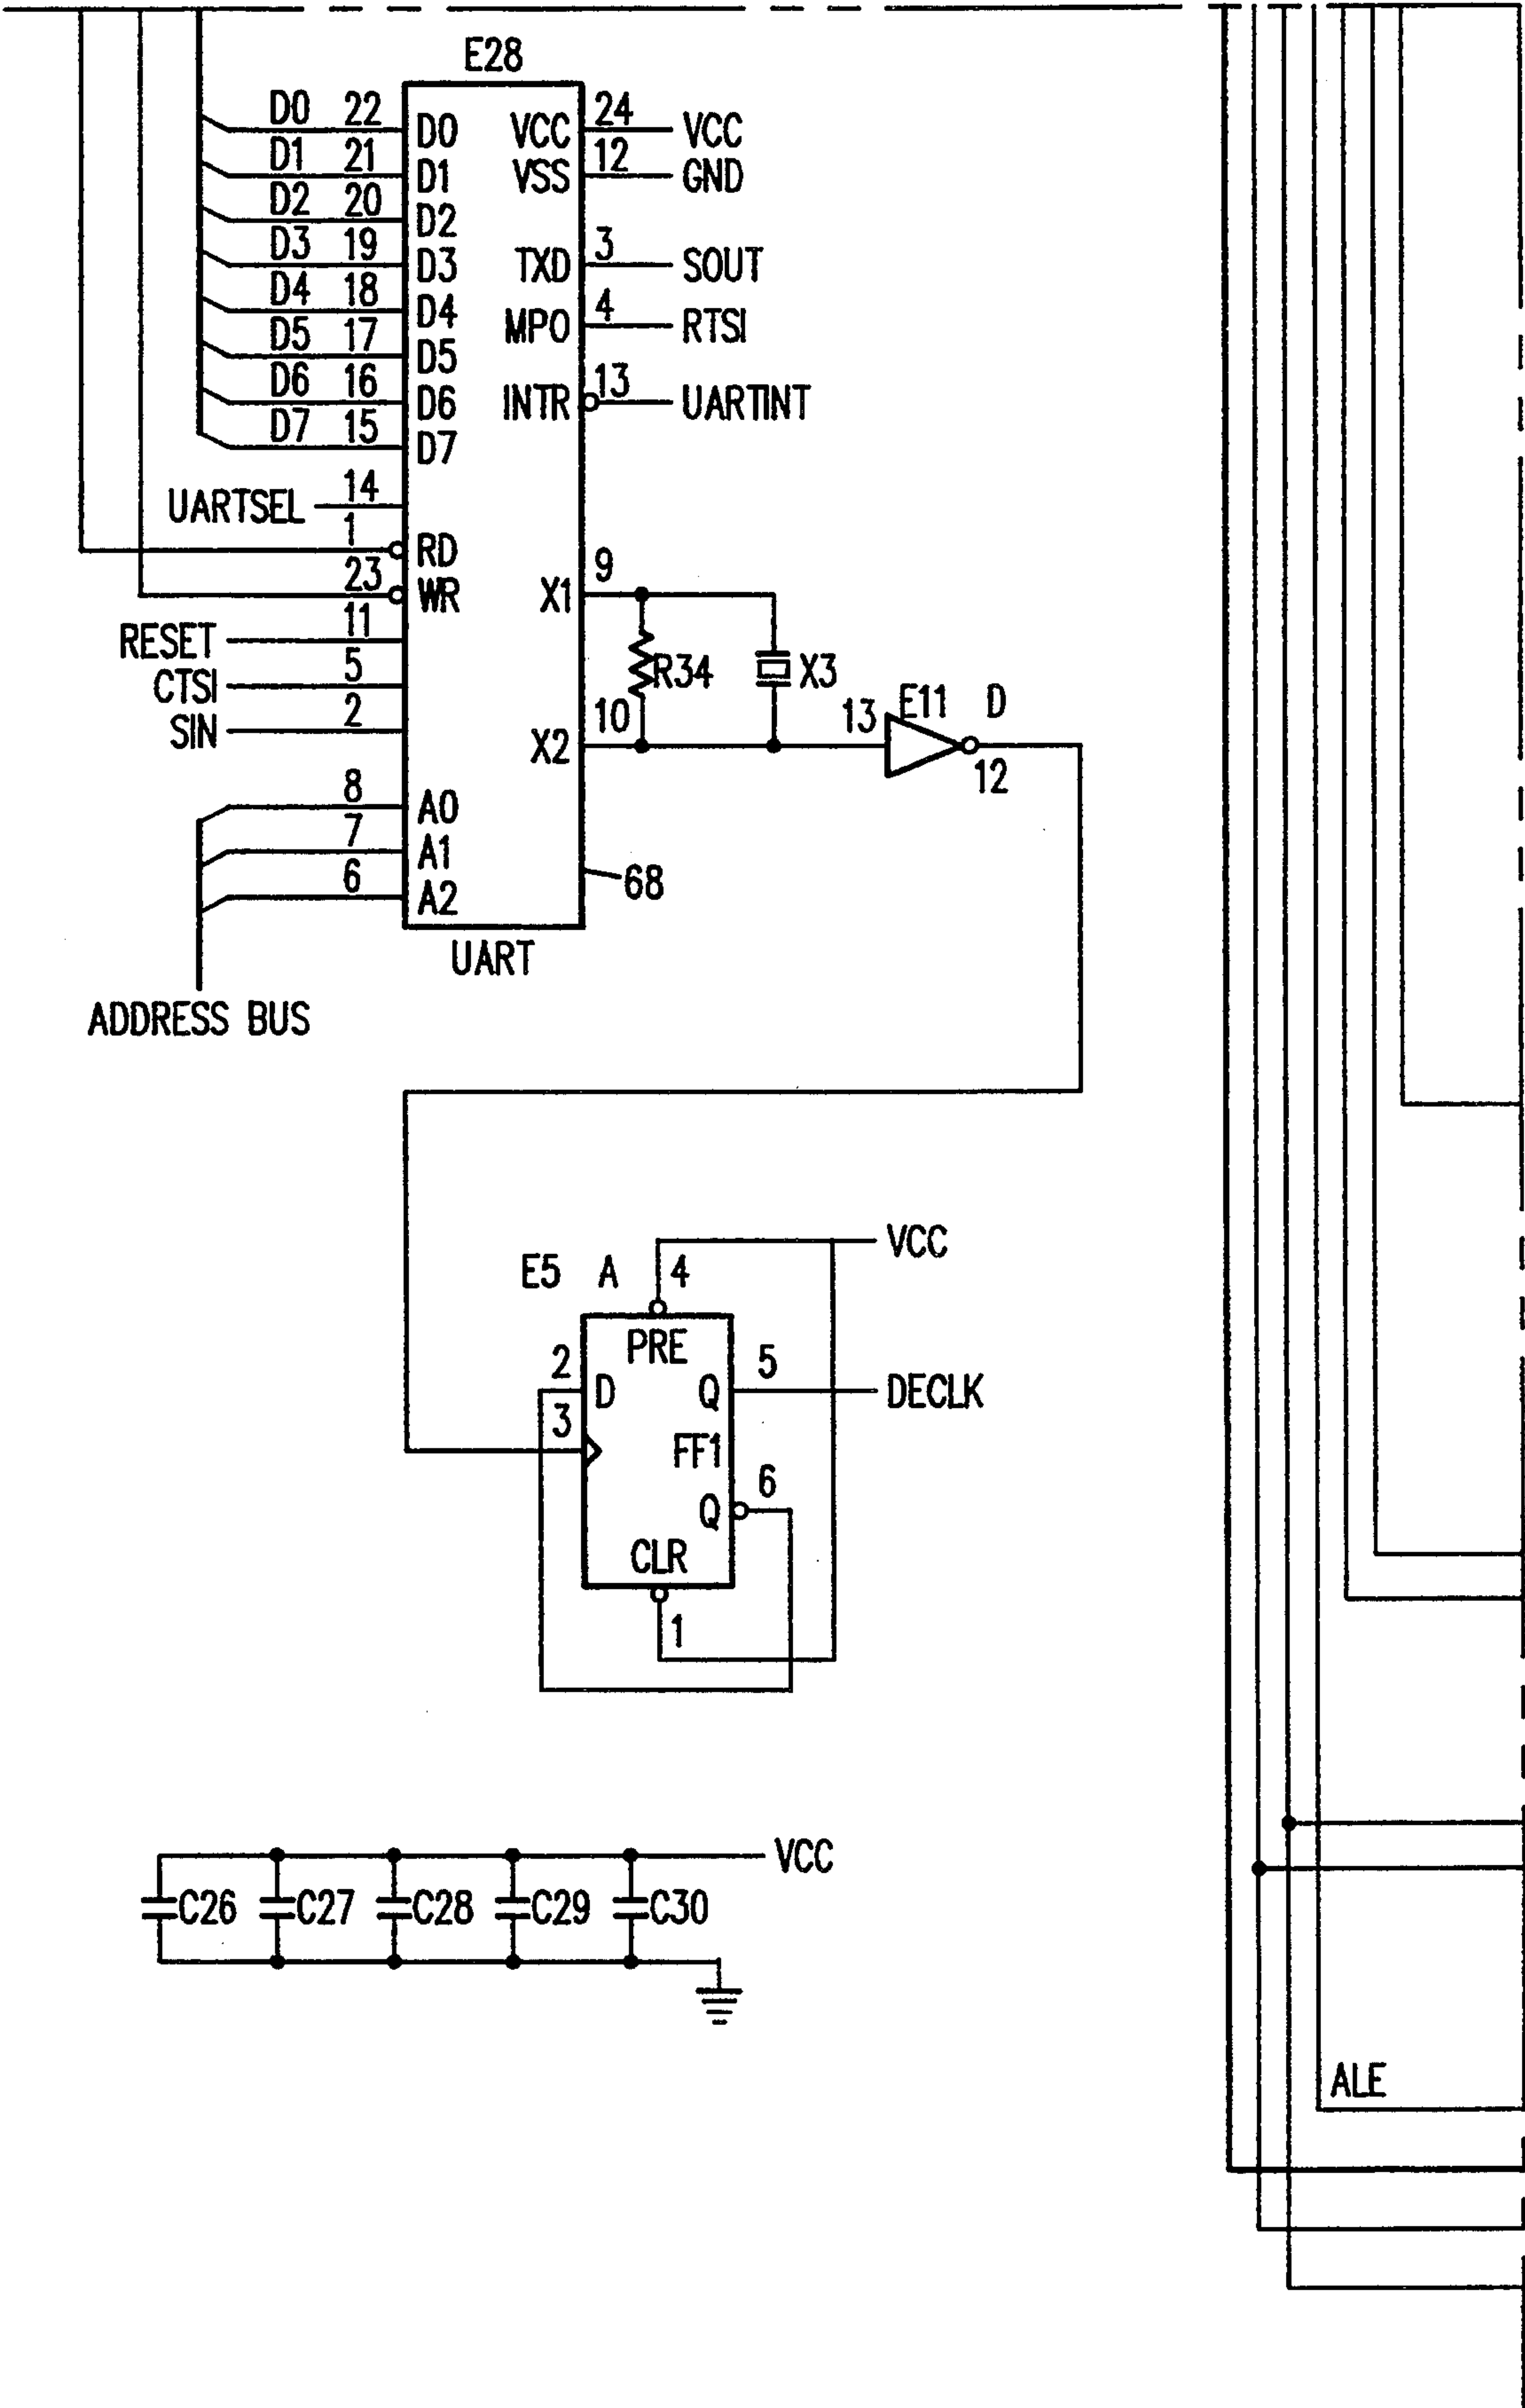 E28
D0 22 D0 VCC 24 VCC
D1 21 D1 VSS 12 GND
D2 20 D2
D3 19 D3 TXD 3 SOUT
D4 18 D4 MPO 4 RTSI
D5 17 D5
D6 16 D6 INTR 13 UARTINT
D7 15 D7
UARTSEL 14
1 RD
23 WR X1 9
RESET 11
CTSI 5 R34 X3
SIN 2 X2 10 13 E11 D
12
8 A0
7 A1
6 A2 68
UART
ADDRESS BUS
VCC
E5 A 4
PRE
2 D Q 5 DECLK
3 FF1
Q 6
CLR
1
VCC
C26 C27 C28 C29 C30
ALE